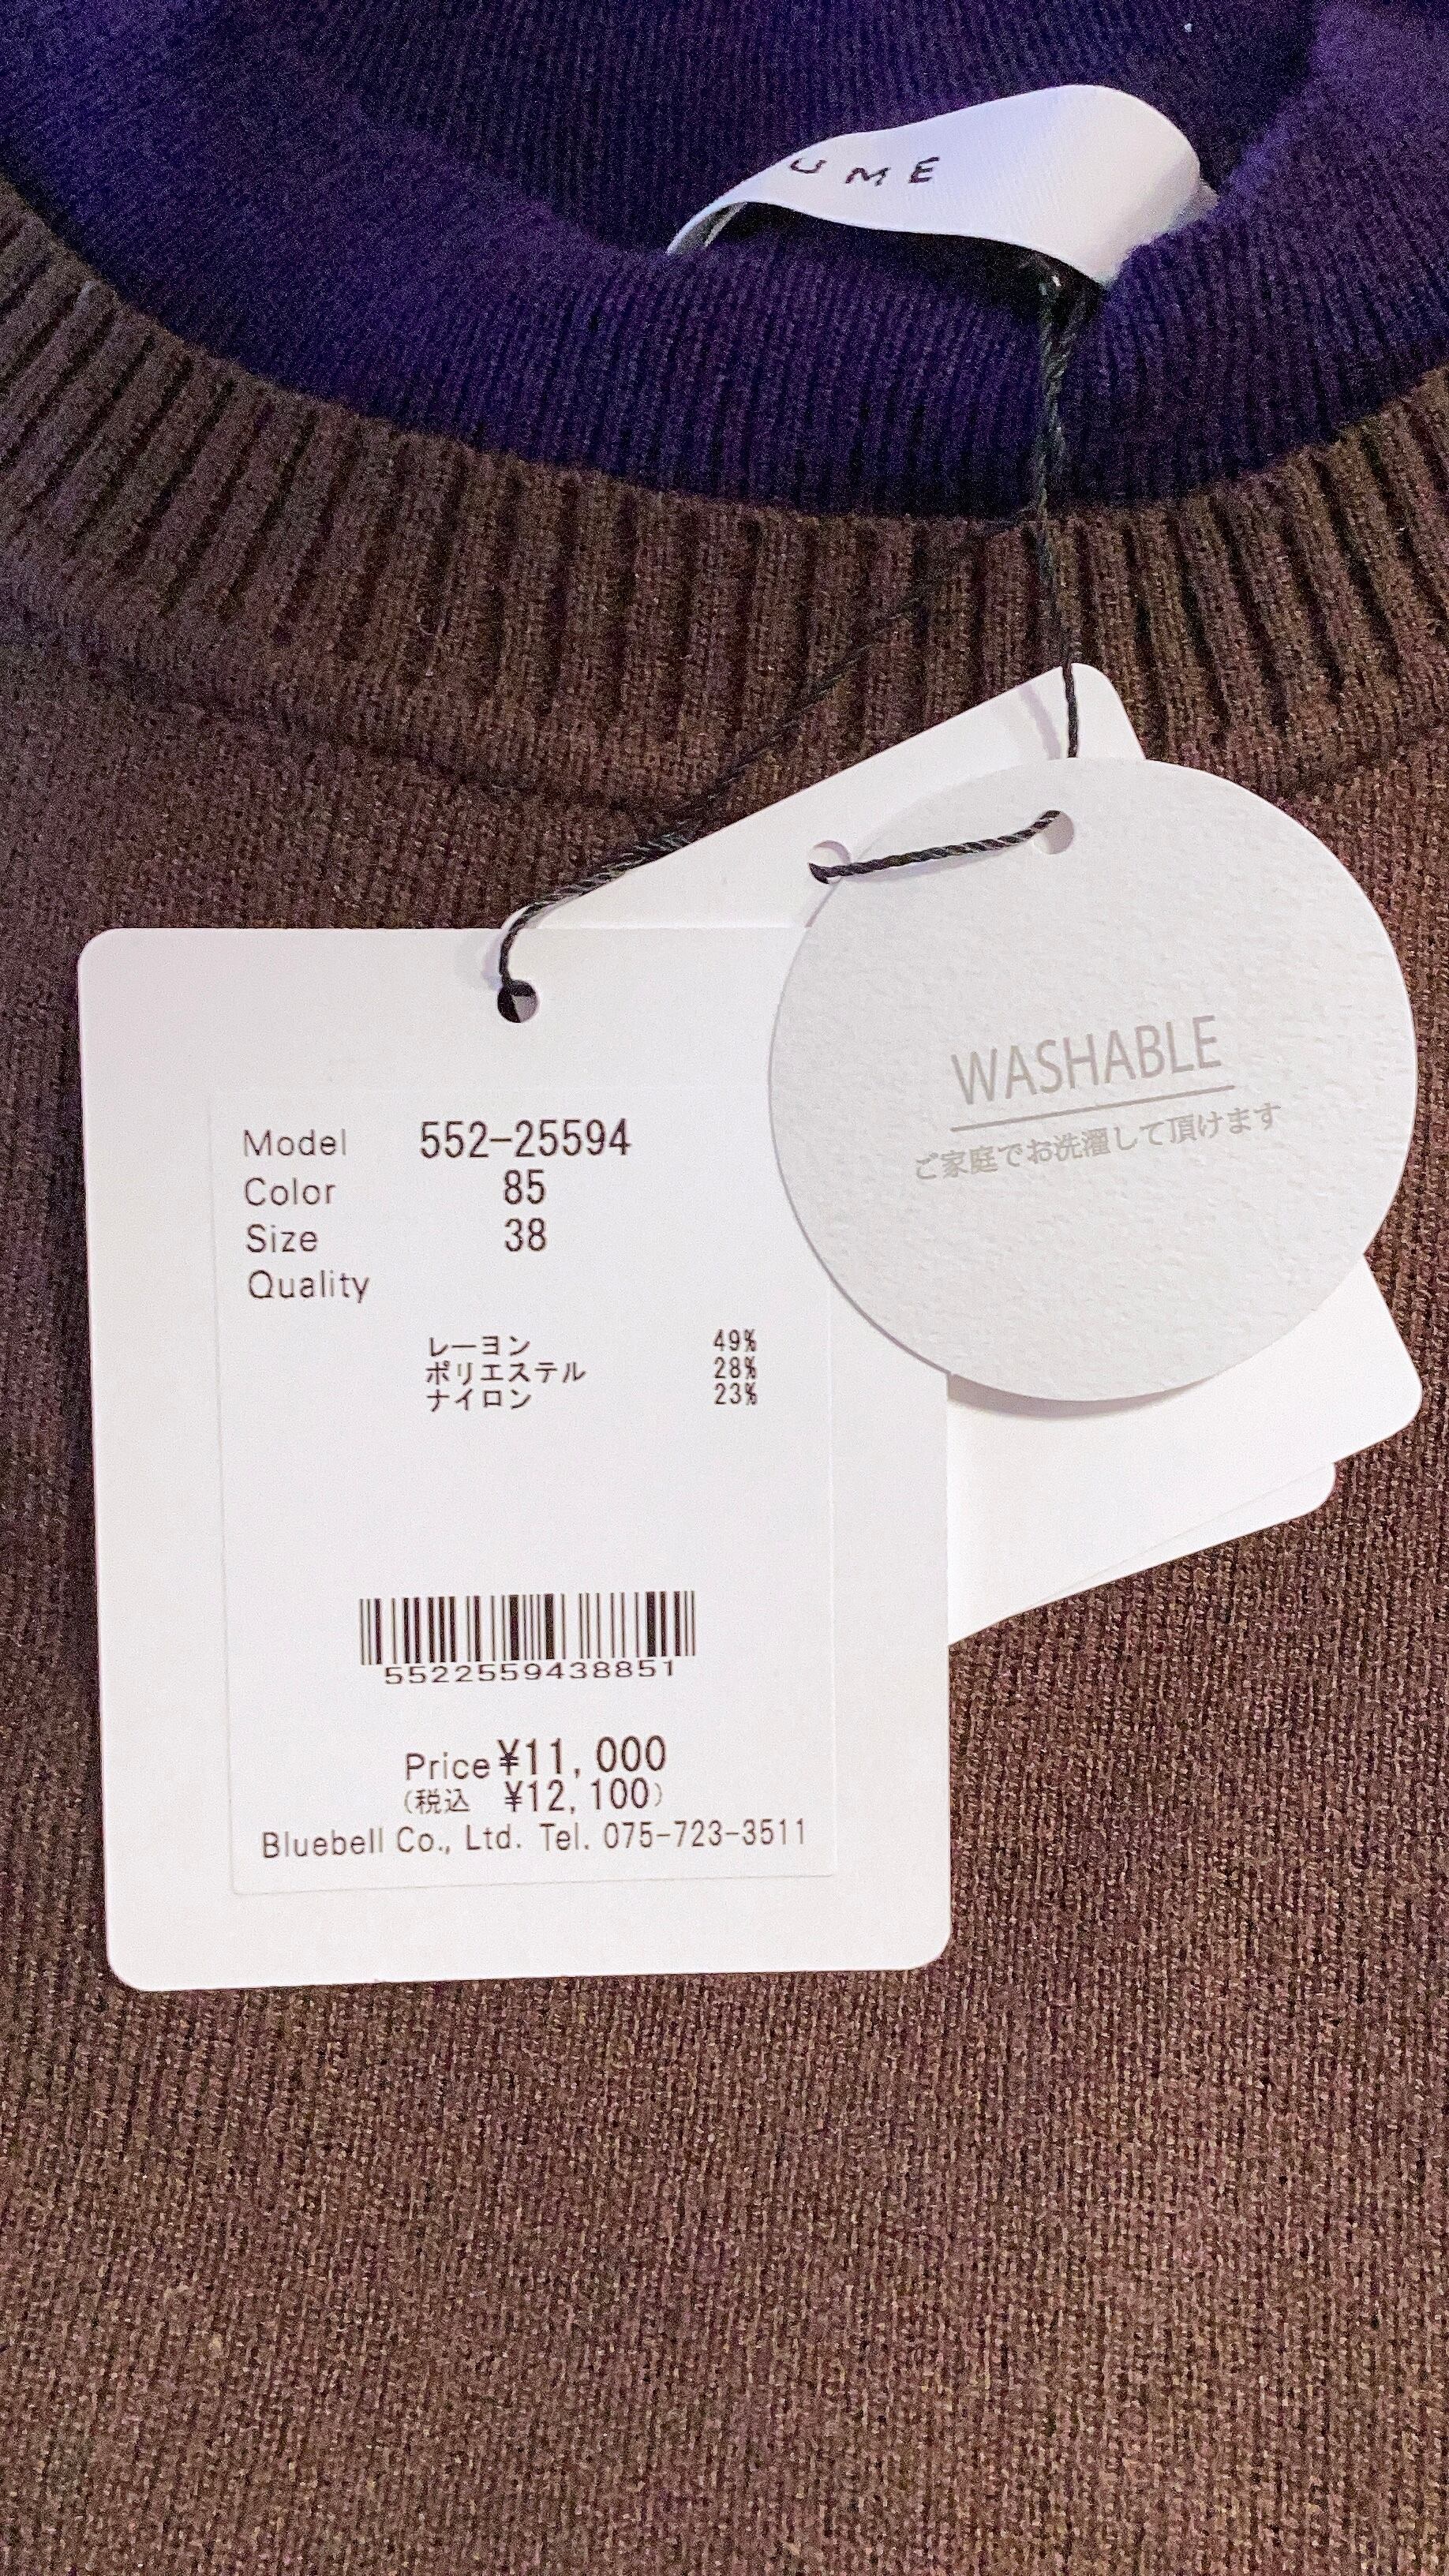 UME
WASHABLE
ご家庭でお洗濯して頂けます
Model 552-25594
Color 85
Size 38
Quality
レーヨン 49%
ポリエステル 28%
ナイロン 23%
5522559438851
Price ¥11,000
(税込 ¥12,100)
Bluebell Co., Ltd. Tel. 075-723-3511